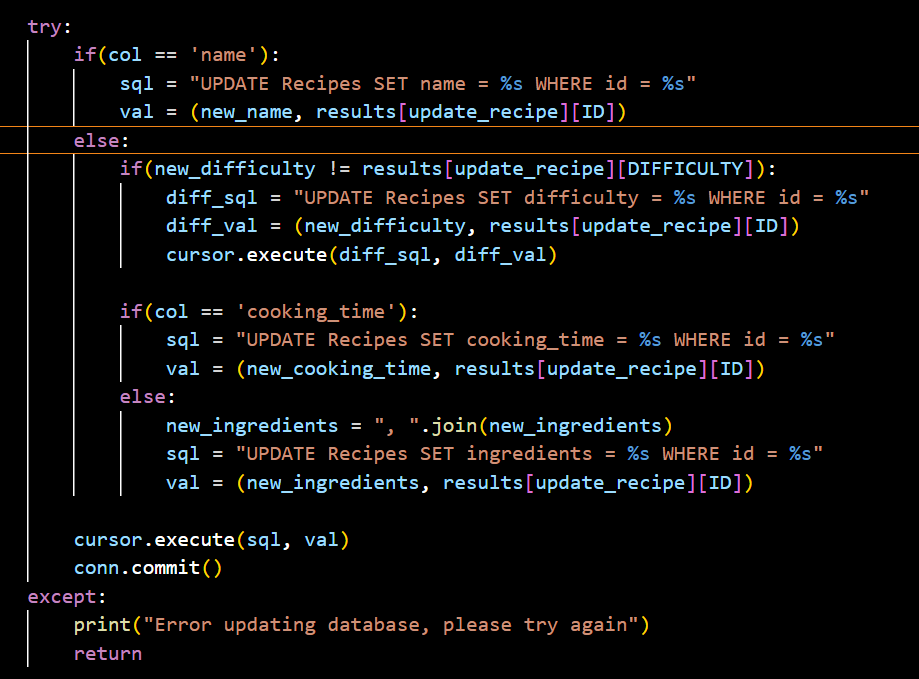 try:
    if(col == 'name'):
        sql = "UPDATE Recipes SET name = %s WHERE id = %s"
        val = (new_name, results[update_recipe][ID])
    else:
        if(new_difficulty != results[update_recipe][DIFFICULTY]):
            diff_sql = "UPDATE Recipes SET difficulty = %s WHERE id = %s"
            diff_val = (new_difficulty, results[update_recipe][ID])
            cursor.execute(diff_sql, diff_val)

        if(col == 'cooking_time'):
            sql = "UPDATE Recipes SET cooking_time = %s WHERE id = %s"
            val = (new_cooking_time, results[update_recipe][ID])
        else:
            new_ingredients = ", ".join(new_ingredients)
            sql = "UPDATE Recipes SET ingredients = %s WHERE id = %s"
            val = (new_ingredients, results[update_recipe][ID])

    cursor.execute(sql, val)
    conn.commit()
except:
    print("Error updating database, please try again")
    return